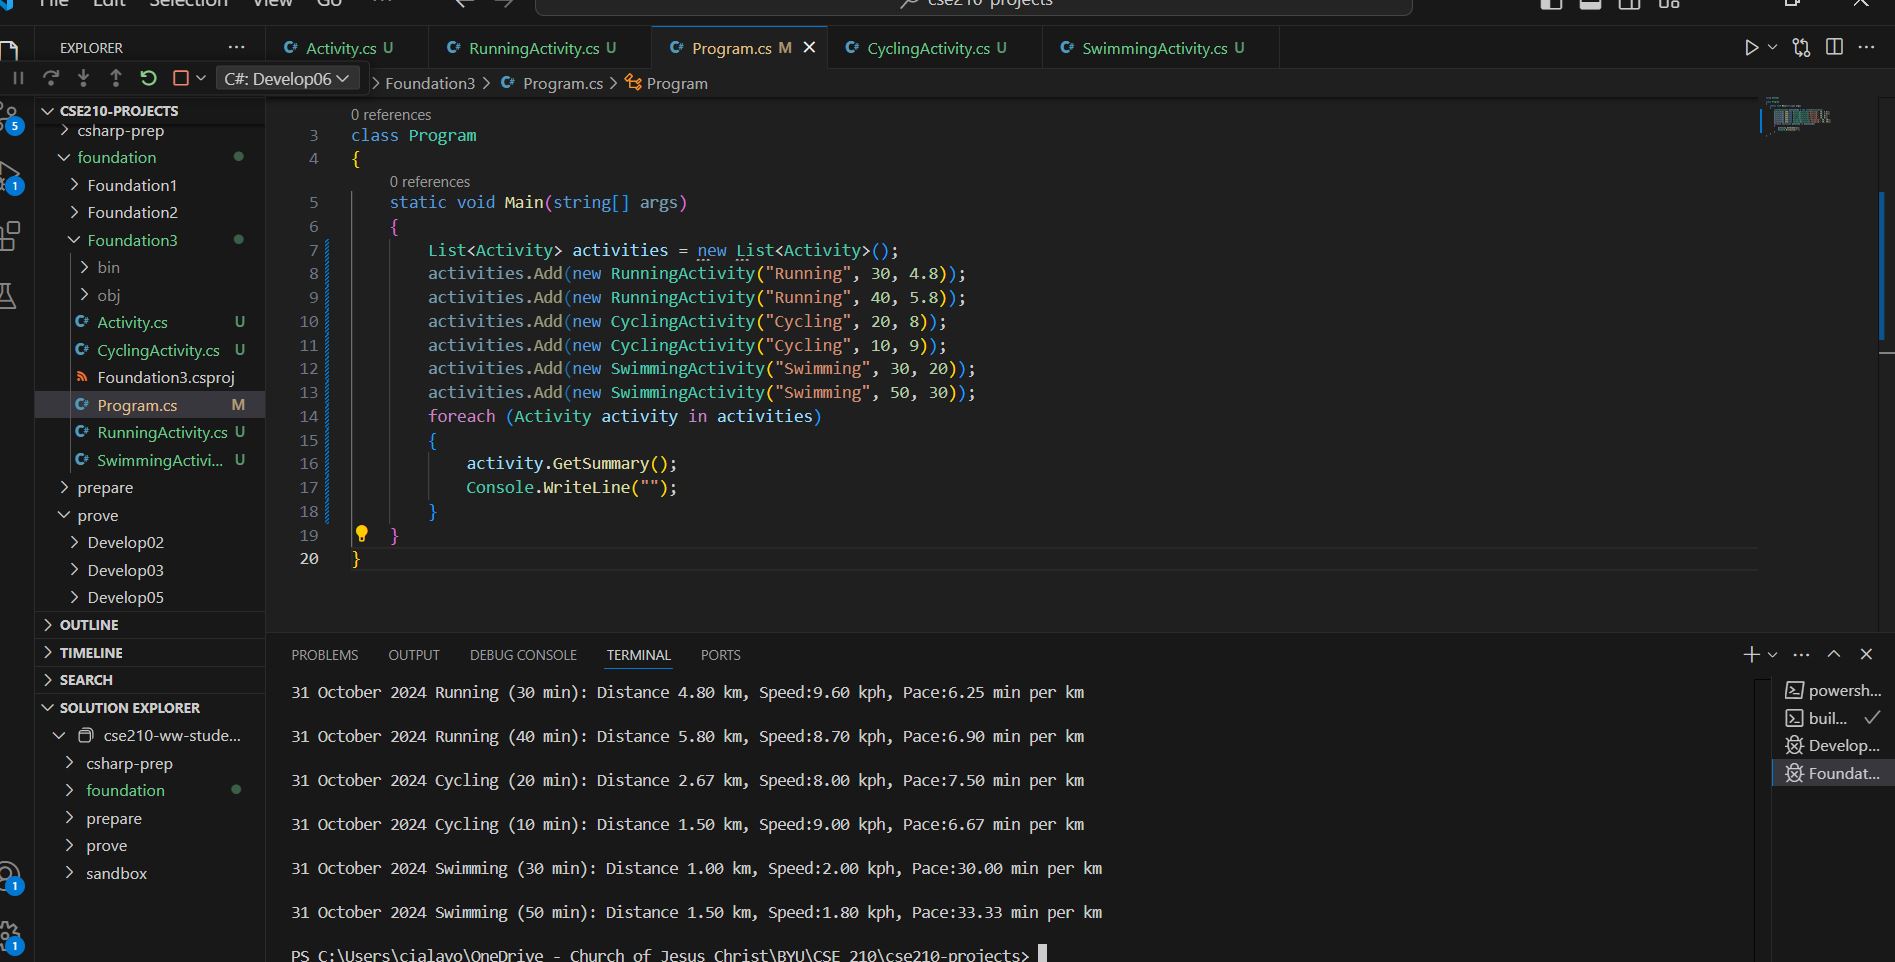 File Edit Selection View Go ... cse210-projects
EXPLORER ...
Activity.cs U
RunningActivity.cs U
Program.cs M
CyclingActivity.cs U
SwimmingActivity.cs U
C#: Develop06
> Foundation3 > Program.cs > Program
CSE210-PROJECTS
csharp-prep
foundation
Foundation1
Foundation2
Foundation3
bin
obj
Activity.cs U
CyclingActivity.cs U
Foundation3.csproj
Program.cs M
RunningActivity.cs U
SwimmingActivi... U
prepare
prove
Develop02
Develop03
Develop05
OUTLINE
TIMELINE
SEARCH
SOLUTION EXPLORER
cse210-ww-stude...
csharp-prep
foundation
prepare
prove
sandbox
5
1
1
1
0 references
3 class Program
4 {
0 references
5 static void Main(string[] args)
6 {
7 List<Activity> activities = new List<Activity>();
8 activities.Add(new RunningActivity("Running", 30, 4.8));
9 activities.Add(new RunningActivity("Running", 40, 5.8));
10 activities.Add(new CyclingActivity("Cycling", 20, 8));
11 activities.Add(new CyclingActivity("Cycling", 10, 9));
12 activities.Add(new SwimmingActivity("Swimming", 30, 20));
13 activities.Add(new SwimmingActivity("Swimming", 50, 30));
14 foreach (Activity activity in activities)
15 {
16 activity.GetSummary();
17 Console.WriteLine("");
18 }
19 }
20 }
PROBLEMS OUTPUT DEBUG CONSOLE TERMINAL PORTS
31 October 2024 Running (30 min): Distance 4.80 km, Speed:9.60 kph, Pace:6.25 min per km
31 October 2024 Running (40 min): Distance 5.80 km, Speed:8.70 kph, Pace:6.90 min per km
31 October 2024 Cycling (20 min): Distance 2.67 km, Speed:8.00 kph, Pace:7.50 min per km
31 October 2024 Cycling (10 min): Distance 1.50 km, Speed:9.00 kph, Pace:6.67 min per km
31 October 2024 Swimming (30 min): Distance 1.00 km, Speed:2.00 kph, Pace:30.00 min per km
31 October 2024 Swimming (50 min): Distance 1.50 km, Speed:1.80 kph, Pace:33.33 min per km
PS C:\Users\cialavo\OneDrive - Church of Jesus Christ\BYU\CSE 210\cse210-projects>
powersh...
buil...
Develop...
Foundat...